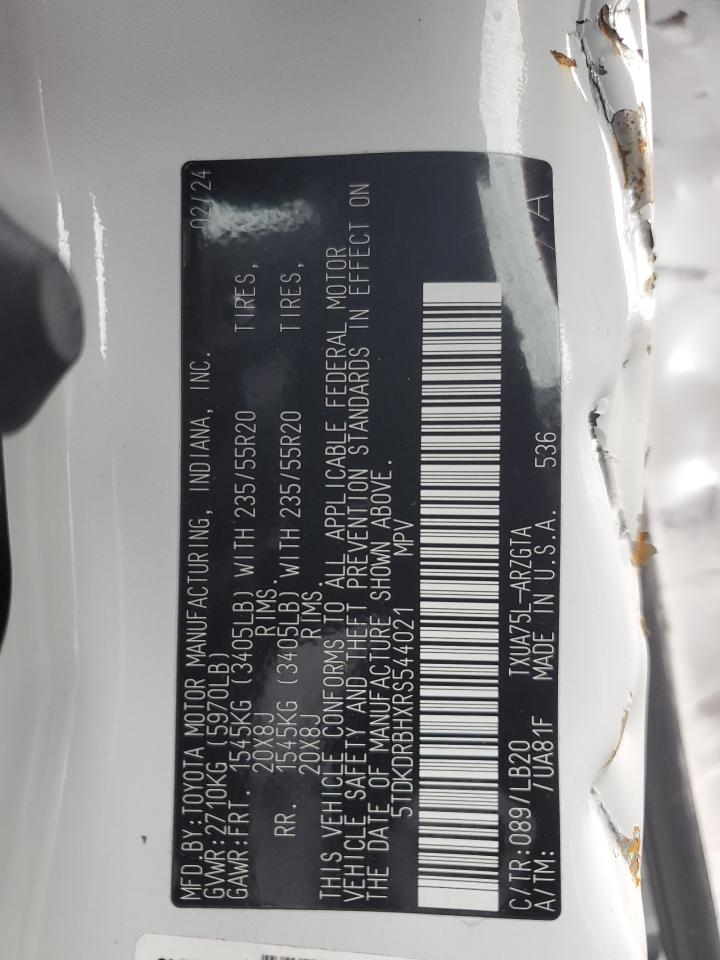 MFD.BY:TOYOTA MOTOR MANUFACTURING, INDIANA, INC. 02/24
GVWR:2710KG (5970LB)
GAWR:FRT. 1545KG (3405LB) WITH 235/55R20 TIRES,
20X8J RIMS.
RR. 1545KG (3405LB) WITH 235/55R20 TIRES,
20X8J RIMS.
THIS VEHICLE CONFORMS TO ALL APPLICABLE FEDERAL MOTOR
VEHICLE SAFETY AND THEFT PREVENTION STANDARDS IN EFFECT ON
THE DATE OF MANUFACTURE SHOWN ABOVE.
5TDKDRBHXRS544021 MPV
C/TR:089/LB20 TXUA75L-ARZGTA
A/TM: /UA81F MADE IN U.S.A. 536 A